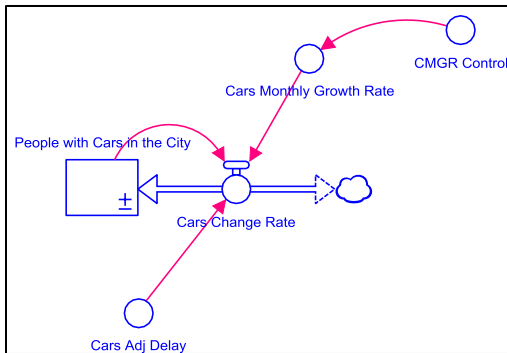 CMGR Control
Cars Monthly Growth Rate
People with Cars in the City
±
Cars Change Rate
Cars Adj Delay